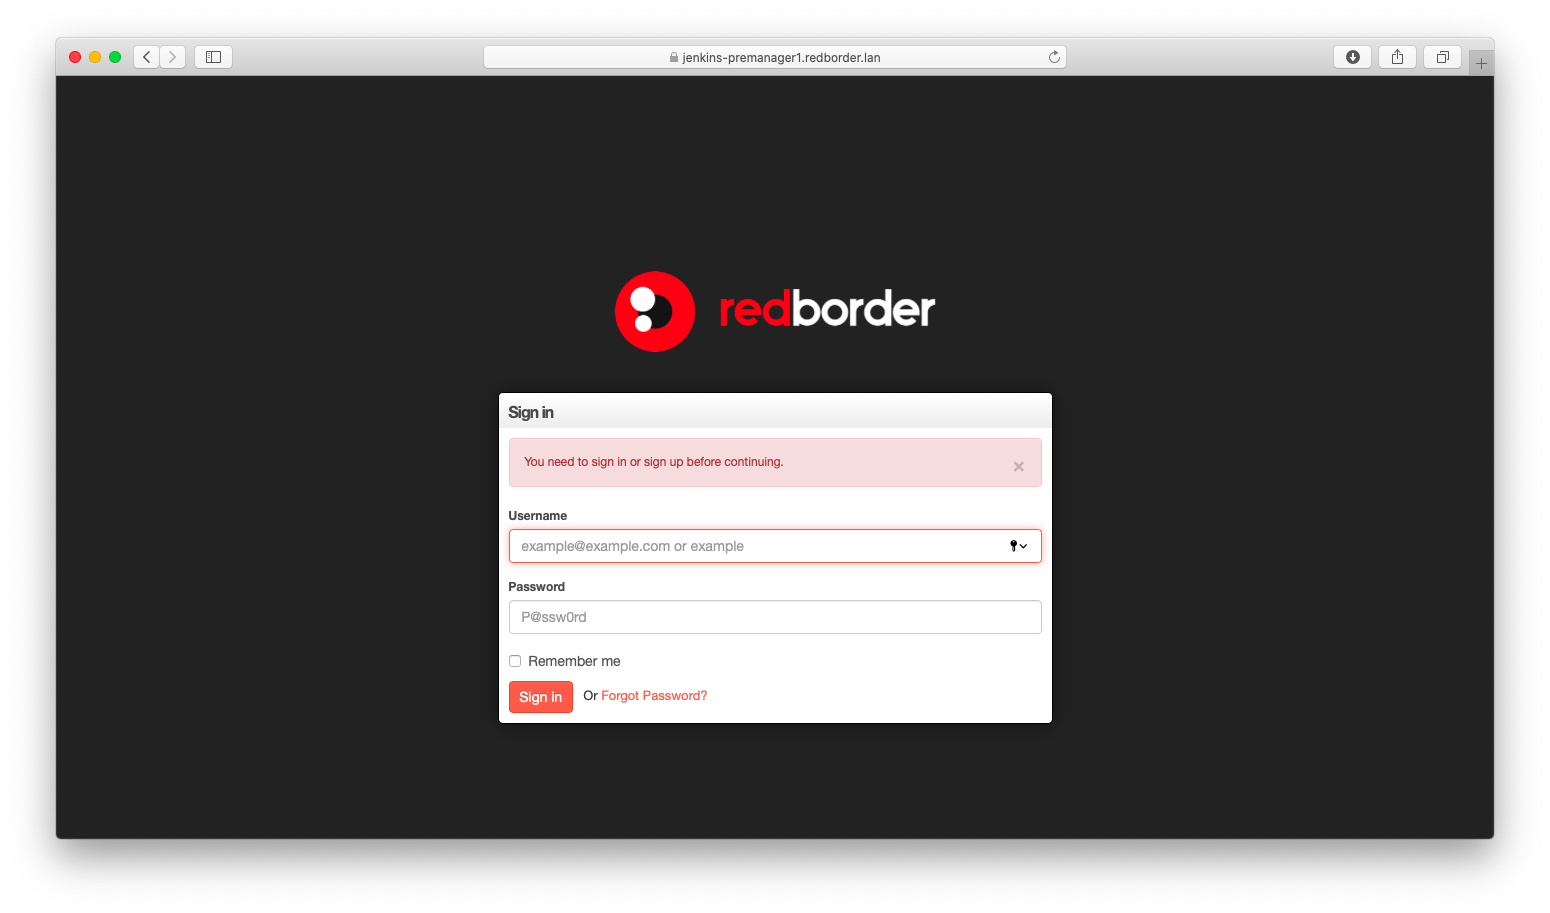 jenkins-premanager1.redborder.lan
redborder
Sign in
You need to sign in or sign up before continuing.
Username
example@example.com or example
Password
P@ssw0rd
Remember me
Sign in Or Forgot Password?